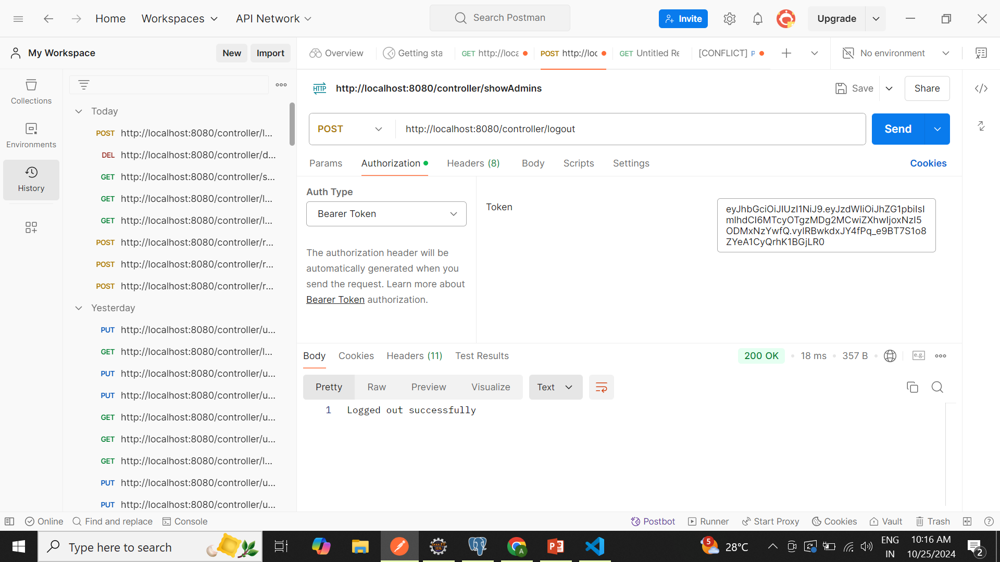 Home
Workspaces
API Network
Search Postman
Invite
Upgrade
My Workspace
New
Import
Overview
Getting sta
GET http://loca
POST http://loc
GET Untitled Re
[CONFLICT] P
No environment
Collections
Environments
History
Today
POST http://localhost:8080/controller/l...
DEL http://localhost:8080/controller/d...
GET http://localhost:8080/controller/s...
GET http://localhost:8080/controller/l...
GET http://localhost:8080/controller/l...
POST http://localhost:8080/controller/r...
POST http://localhost:8080/controller/r...
POST http://localhost:8080/controller/r...
Yesterday
PUT http://localhost:8080/controller/u...
GET http://localhost:8080/controller/l...
PUT http://localhost:8080/controller/u...
PUT http://localhost:8080/controller/u...
GET http://localhost:8080/controller/u...
GET http://localhost:8080/controller/u...
GET http://localhost:8080/controller/l...
PUT http://localhost:8080/controller/u...
PUT http://localhost:8080/controller/u...
HTTP http://localhost:8080/controller/showAdmins
Save
Share
POST
http://localhost:8080/controller/logout
Send
Params
Authorization
Headers (8)
Body
Scripts
Settings
Cookies
Auth Type
Bearer Token
The authorization header will be
automatically generated when you
send the request. Learn more about
Bearer Token authorization.
Token
eyJhbGciOiJIUzI1NiJ9.eyJzdWIiOiJhZG1pbiIsI
mlhdCI6MTcyOTgzMDg2MCwiZXhwIjoxNzI5
ODMxNzYwfQ.vylRBwkdxJY4fPq_e9BT7S1o8
ZYeA1CyQrhK1BGjLR0
Body
Cookies
Headers (11)
Test Results
200 OK
18 ms
357 B
e.g.
Pretty
Raw
Preview
Visualize
Text
1 Logged out successfully
Online
Find and replace
Console
Postbot
Runner
Start Proxy
Cookies
Vault
Trash
Type here to search
5
28°C
ENG
IN
10:16 AM
10/25/2024
2